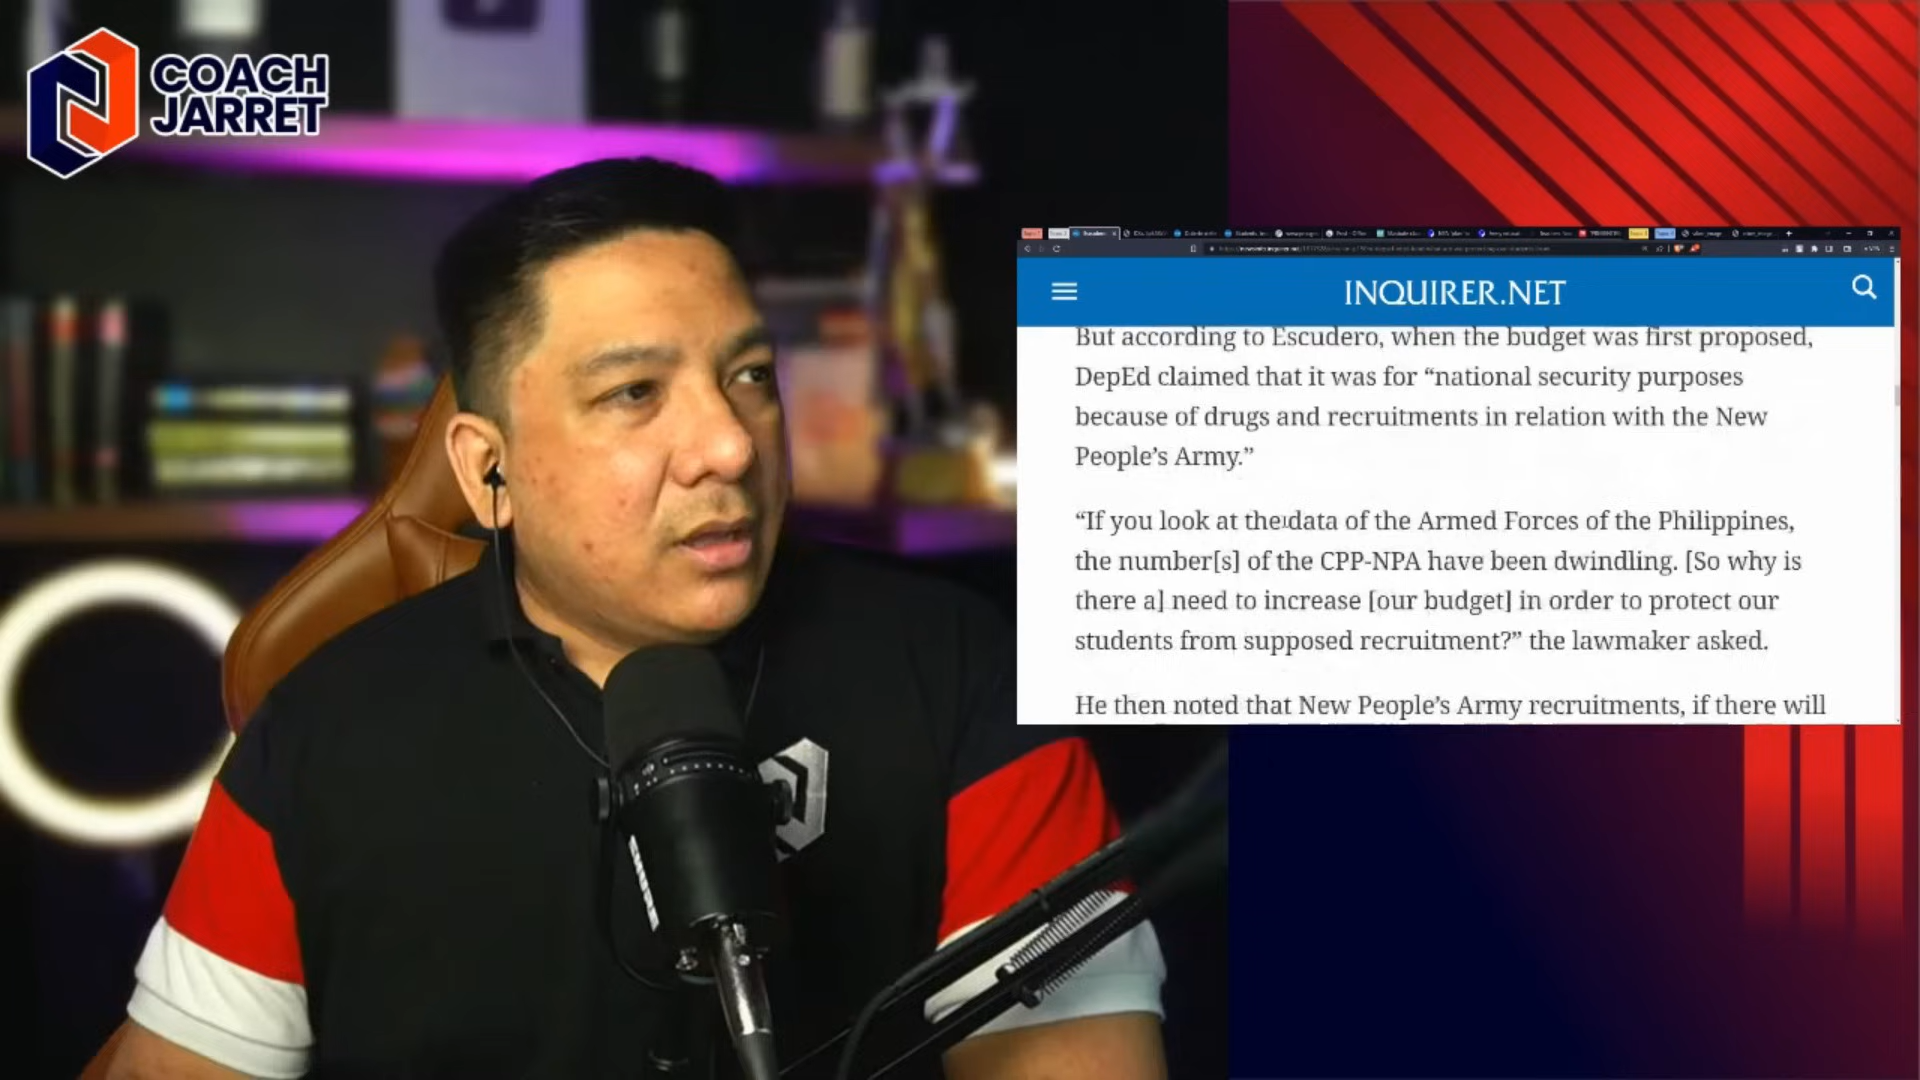 COACH
JARRET
INQUIRER.NET
But according to Escudero, when the budget was first proposed,
DepEd claimed that it was for “national security purposes
because of drugs and recruitments in relation with the New
People’s Army.”
“If you look at the data of the Armed Forces of the Philippines,
the number[s] of the CPP-NPA have been dwindling. [So why is
there a] need to increase [our budget] in order to protect our
students from supposed recruitment?” the lawmaker asked.
He then noted that New People’s Army recruitments, if there will
SHURE